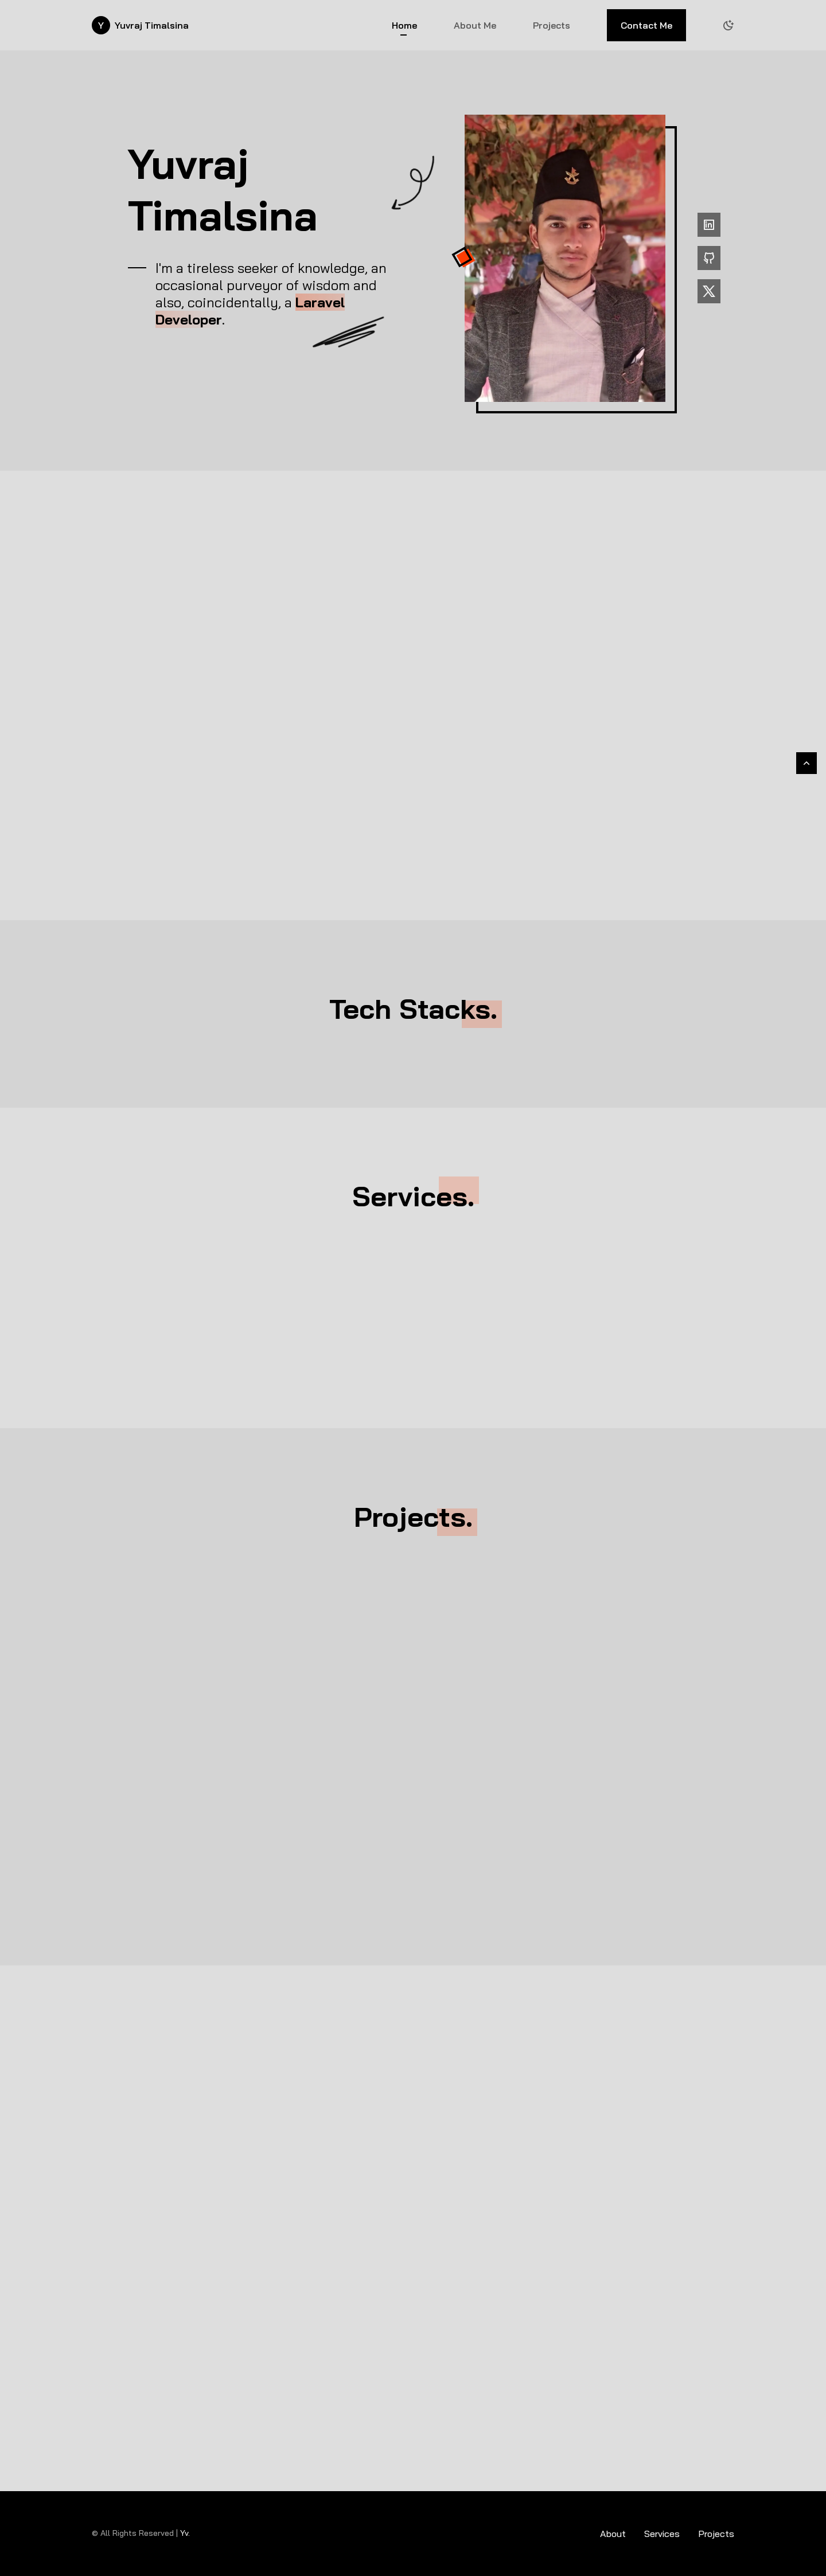 Y Yuvraj Timalsina
Home
About Me
Projects
Contact Me
Yuvraj
Timalsina
I'm a tireless seeker of knowledge, an
occasional purveyor of wisdom and
also, coincidentally, a Laravel
Developer.
in
X
Tech Stacks.
Services.
Projects.
© All Rights Reserved | Yv.
About
Services
Projects